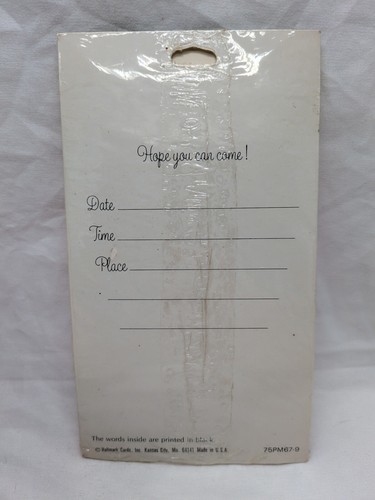 Hope you can come!
Date
Time
Place
The words inside are printed in black
© Hallmark Cards, Inc. Kansas City, Mo. 64141 Made in U.S.A. 75PM67-9